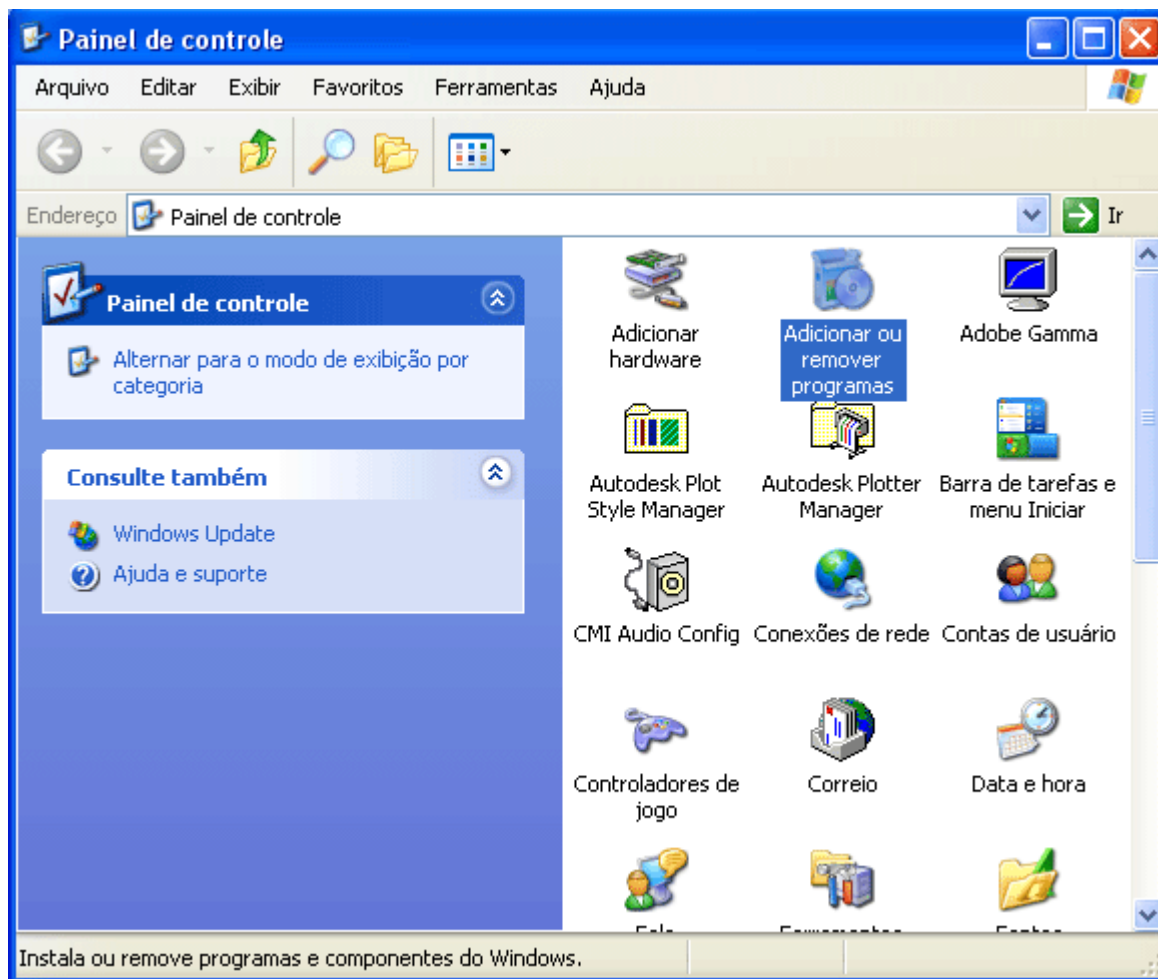 Painel de controle
Arquivo Editar Exibir Favoritos Ferramentas Ajuda
Endereço Painel de controle Ir
Painel de controle
Alternar para o modo de exibição por
categoria
Consulte também
Windows Update
Ajuda e suporte
Adicionar
hardware
Adicionar ou
remover
programas
Adobe Gamma
Autodesk Plot
Style Manager
Autodesk Plotter
Manager
Barra de tarefas e
menu Iniciar
CMI Audio Config
Conexões de rede
Contas de usuário
Controladores de
jogo
Correio
Data e hora
Instala ou remove programas e componentes do Windows.